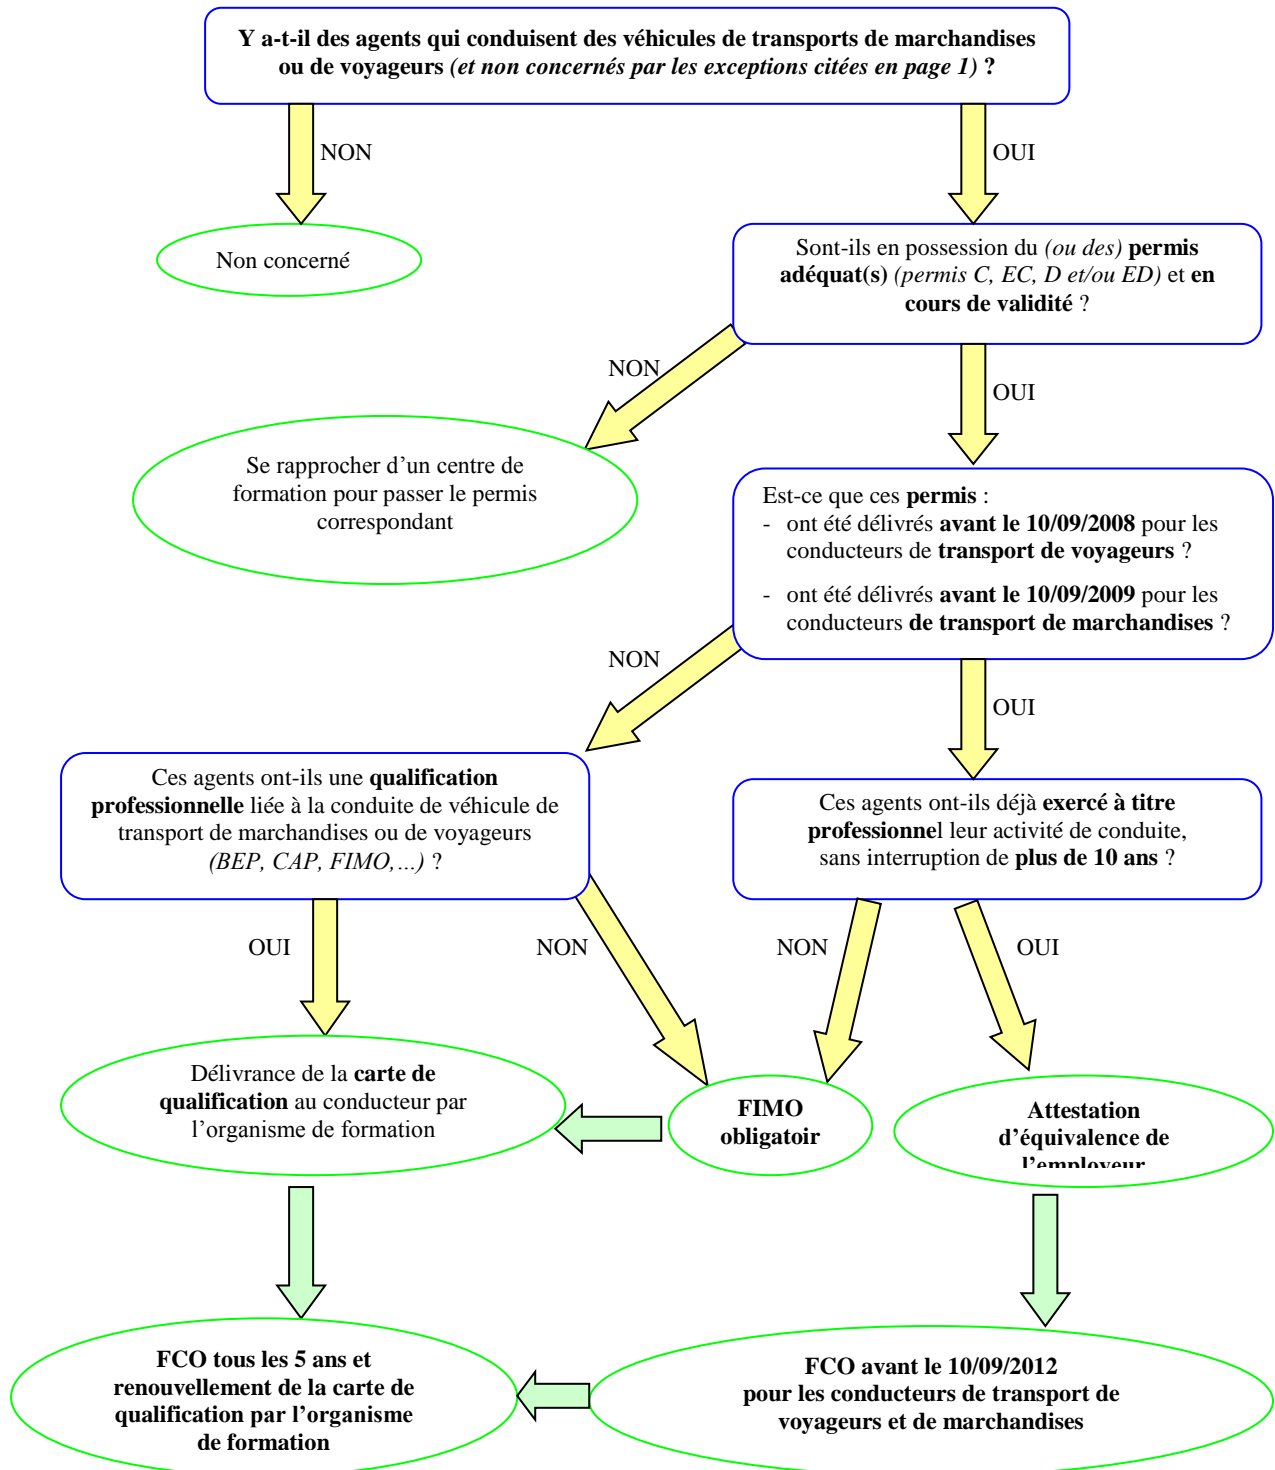 Y a-t-il des agents qui conduisent des véhicules de transports de marchandises
ou de voyageurs (et non concernés par les exceptions citées en page 1) ?
NON
OUI
Non concerné
Sont-ils en possession du (ou des) permis
adéquat(s) (permis C, EC, D et/ou ED) et en
cours de validité ?
NON
OUI
Se rapprocher d’un centre de
formation pour passer le permis
correspondant
Est-ce que ces permis :
- ont été délivrés avant le 10/09/2008 pour les
conducteurs de transport de voyageurs ?
- ont été délivrés avant le 10/09/2009 pour les
conducteurs de transport de marchandises ?
NON
OUI
Ces agents ont-ils une qualification
professionnelle liée à la conduite de véhicule de
transport de marchandises ou de voyageurs
(BEP, CAP, FIMO,…) ?
Ces agents ont-ils déjà exercé à titre
professionnel leur activité de conduite,
sans interruption de plus de 10 ans ?
OUI
NON
NON
OUI
Délivrance de la carte de
qualification au conducteur par
l’organisme de formation
FIMO
obligatoir
Attestation
d’équivalence de
l’employeur
FCO tous les 5 ans et
renouvellement de la carte de
qualification par l’organisme
de formation
FCO avant le 10/09/2012
pour les conducteurs de transport de
voyageurs et de marchandises